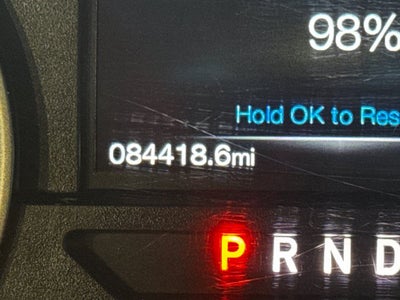 98%
Hold OK to Res
084418.6mi
P R N D